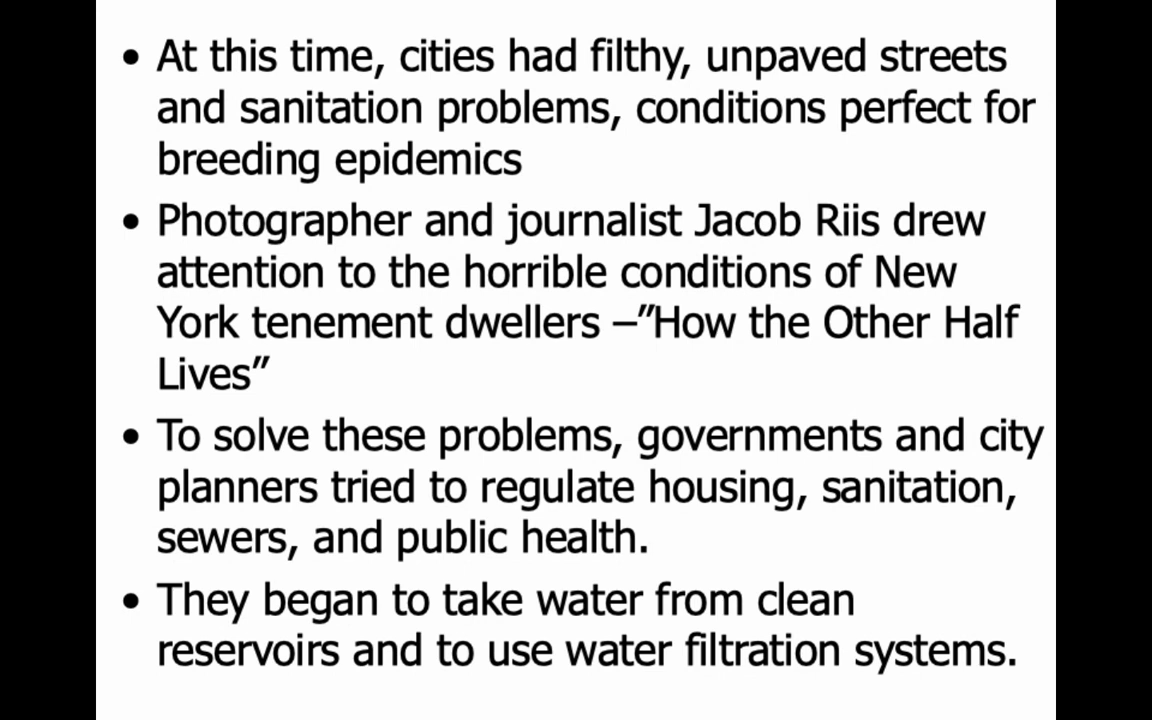 • At this time, cities had filthy, unpaved streets
and sanitation problems, conditions perfect for
breeding epidemics
• Photographer and journalist Jacob Riis drew
attention to the horrible conditions of New
York tenement dwellers –”How the Other Half
Lives”
• To solve these problems, governments and city
planners tried to regulate housing, sanitation,
sewers, and public health.
• They began to take water from clean
reservoirs and to use water filtration systems.